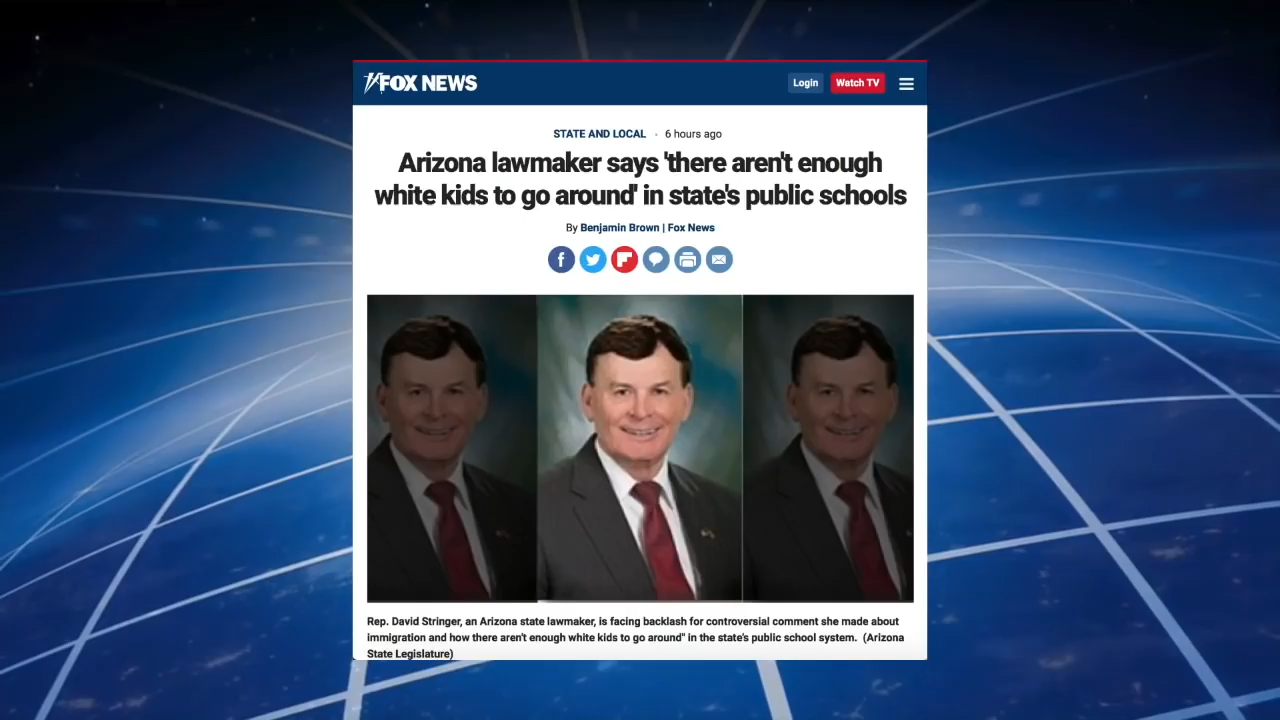 FOX NEWS
Login
Watch TV
STATE AND LOCAL · 6 hours ago
Arizona lawmaker says 'there aren't enough
white kids to go around' in state's public schools
By Benjamin Brown | Fox News
Rep. David Stringer, an Arizona state lawmaker, is facing backlash for controversial comment she made about
immigration and how there aren't enough white kids to go around" in the state's public school system. (Arizona
State Legislature)